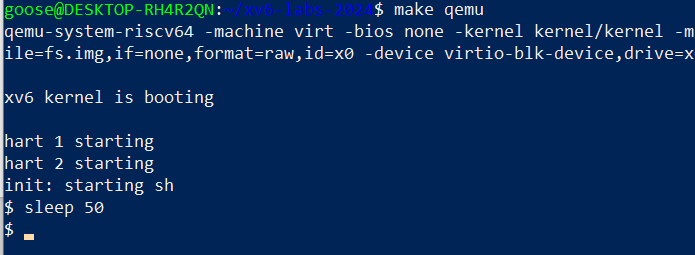 goose@DESKTOP-RH4R2QN:~/xv6-labs-2024$ make qemu
qemu-system-riscv64 -machine virt -bios none -kernel kernel/kernel -m
ile=fs.img,if=none,format=raw,id=x0 -device virtio-blk-device,drive=x
xv6 kernel is booting
hart 1 starting
hart 2 starting
init: starting sh
$ sleep 50
$